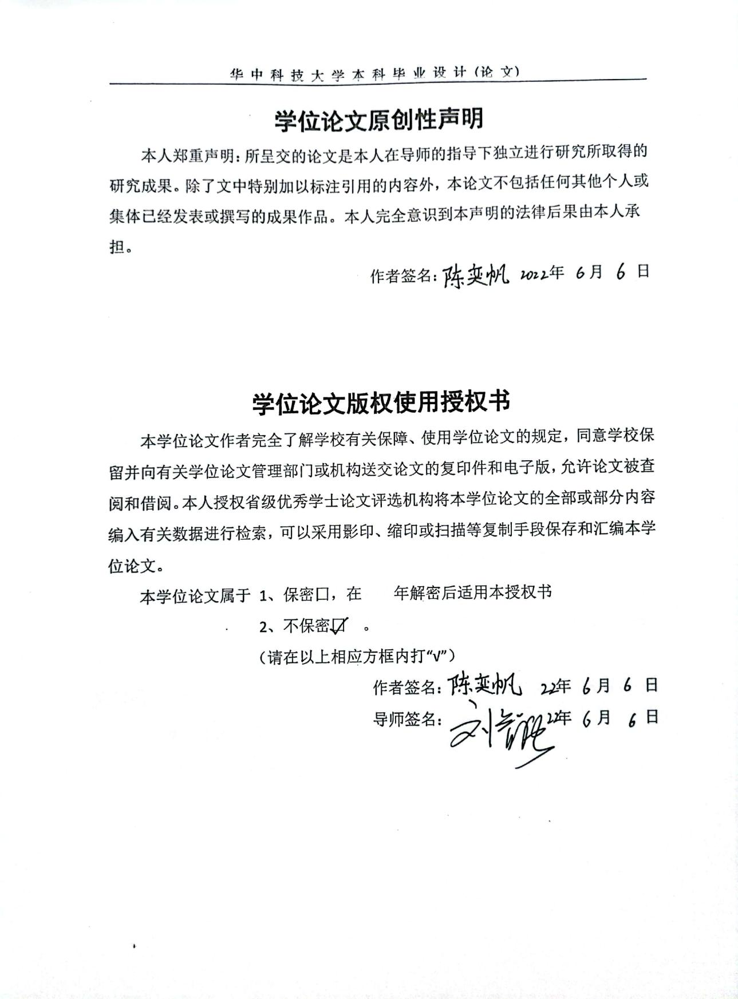 华中科技大学本科毕业设计(论文)
学位论文原创性声明
本人郑重声明：所呈交的论文是本人在导师的指导下独立进行研究所取得的
研究成果。除了文中特别加以标注引用的内容外，本论文不包括任何其他个人或
集体已经发表或撰写的成果作品。本人完全意识到本声明的法律后果由本人承
担。
作者签名：陈奕帆 2022年 6月 6 日
学位论文版权使用授权书
本学位论文作者完全了解学校有关保障、使用学位论文的规定，同意学校保
留并向有关学位论文管理部门或机构送交论文的复印件和电子版，允许论文被查
阅和借阅。本人授权省级优秀学士论文评选机构将本学位论文的全部或部分内容
编入有关数据进行检索，可以采用影印、缩印或扫描等复制手段保存和汇编本学
位论文。
本学位论文属于 1、保密口，在 年解密后适用本授权书
2、不保密☑ 。
（请在以上相应方框内打“√”）
作者签名：陈奕帆 22年 6月 6 日
导师签名： 22年 6月 6 日